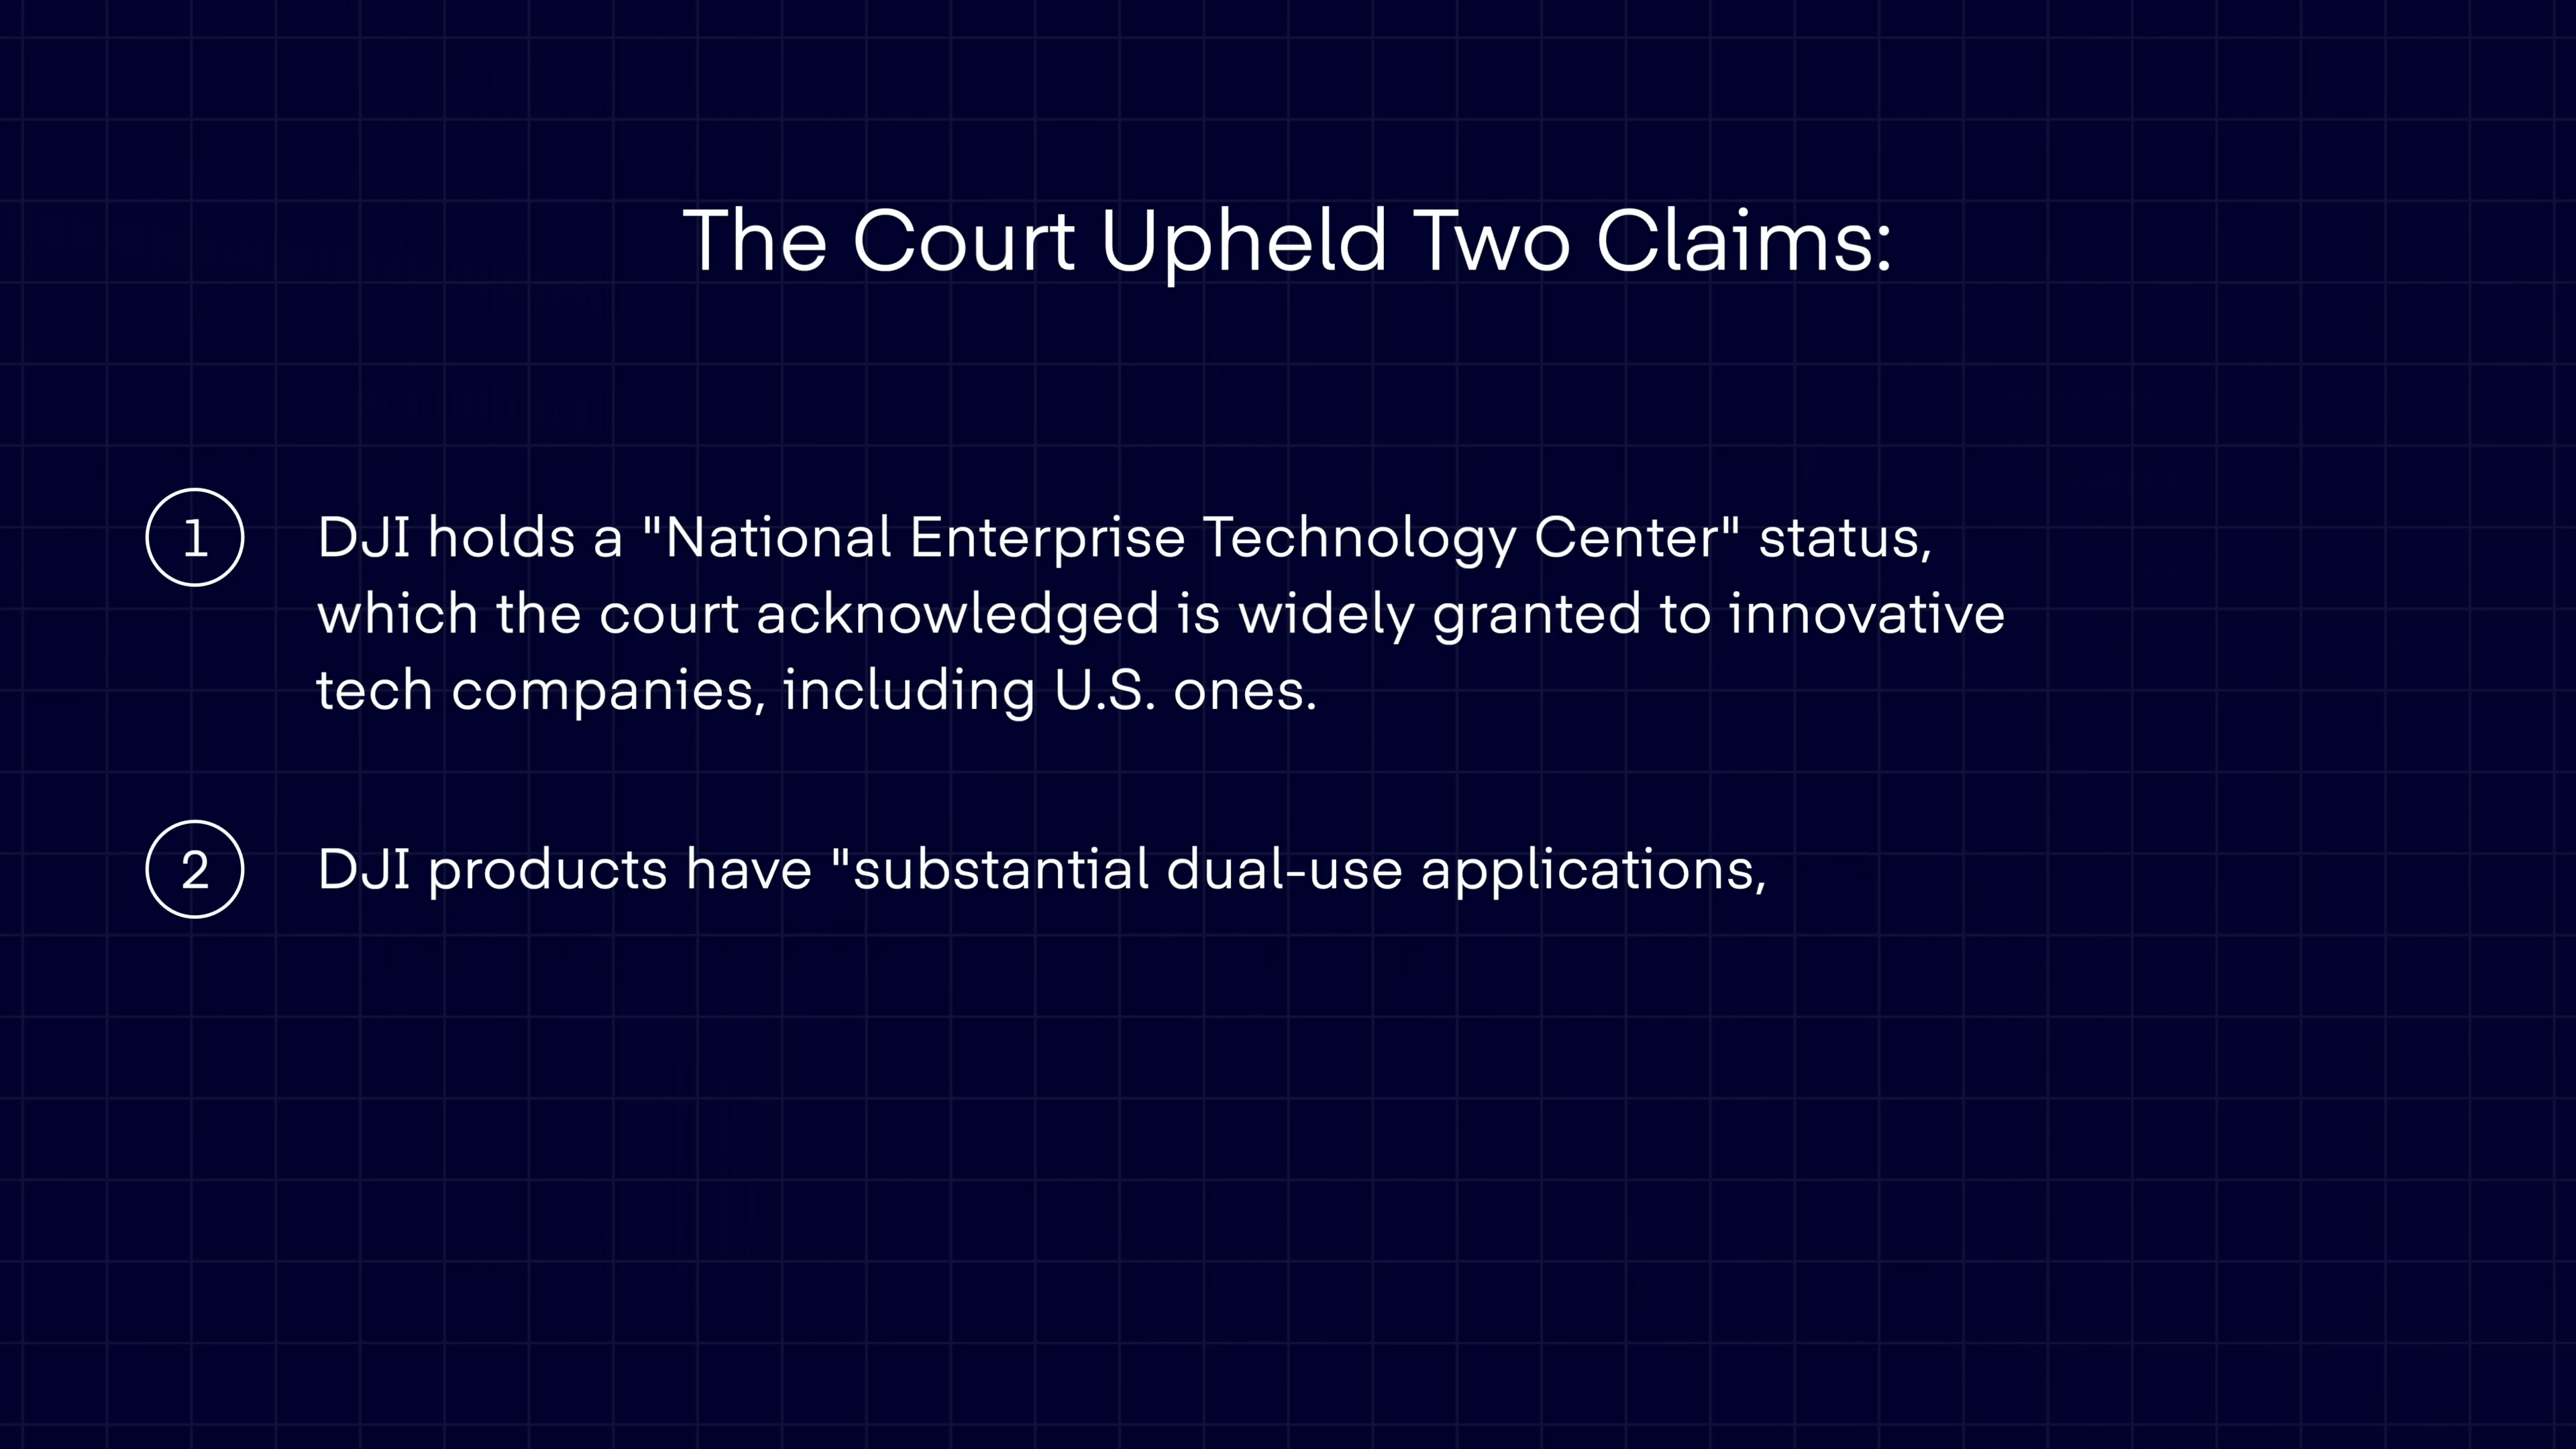 The Court Upheld Two Claims:
1 DJI holds a "National Enterprise Technology Center" status,
which the court acknowledged is widely granted to innovative
tech companies, including U.S. ones.
2 DJI products have "substantial dual-use applications,